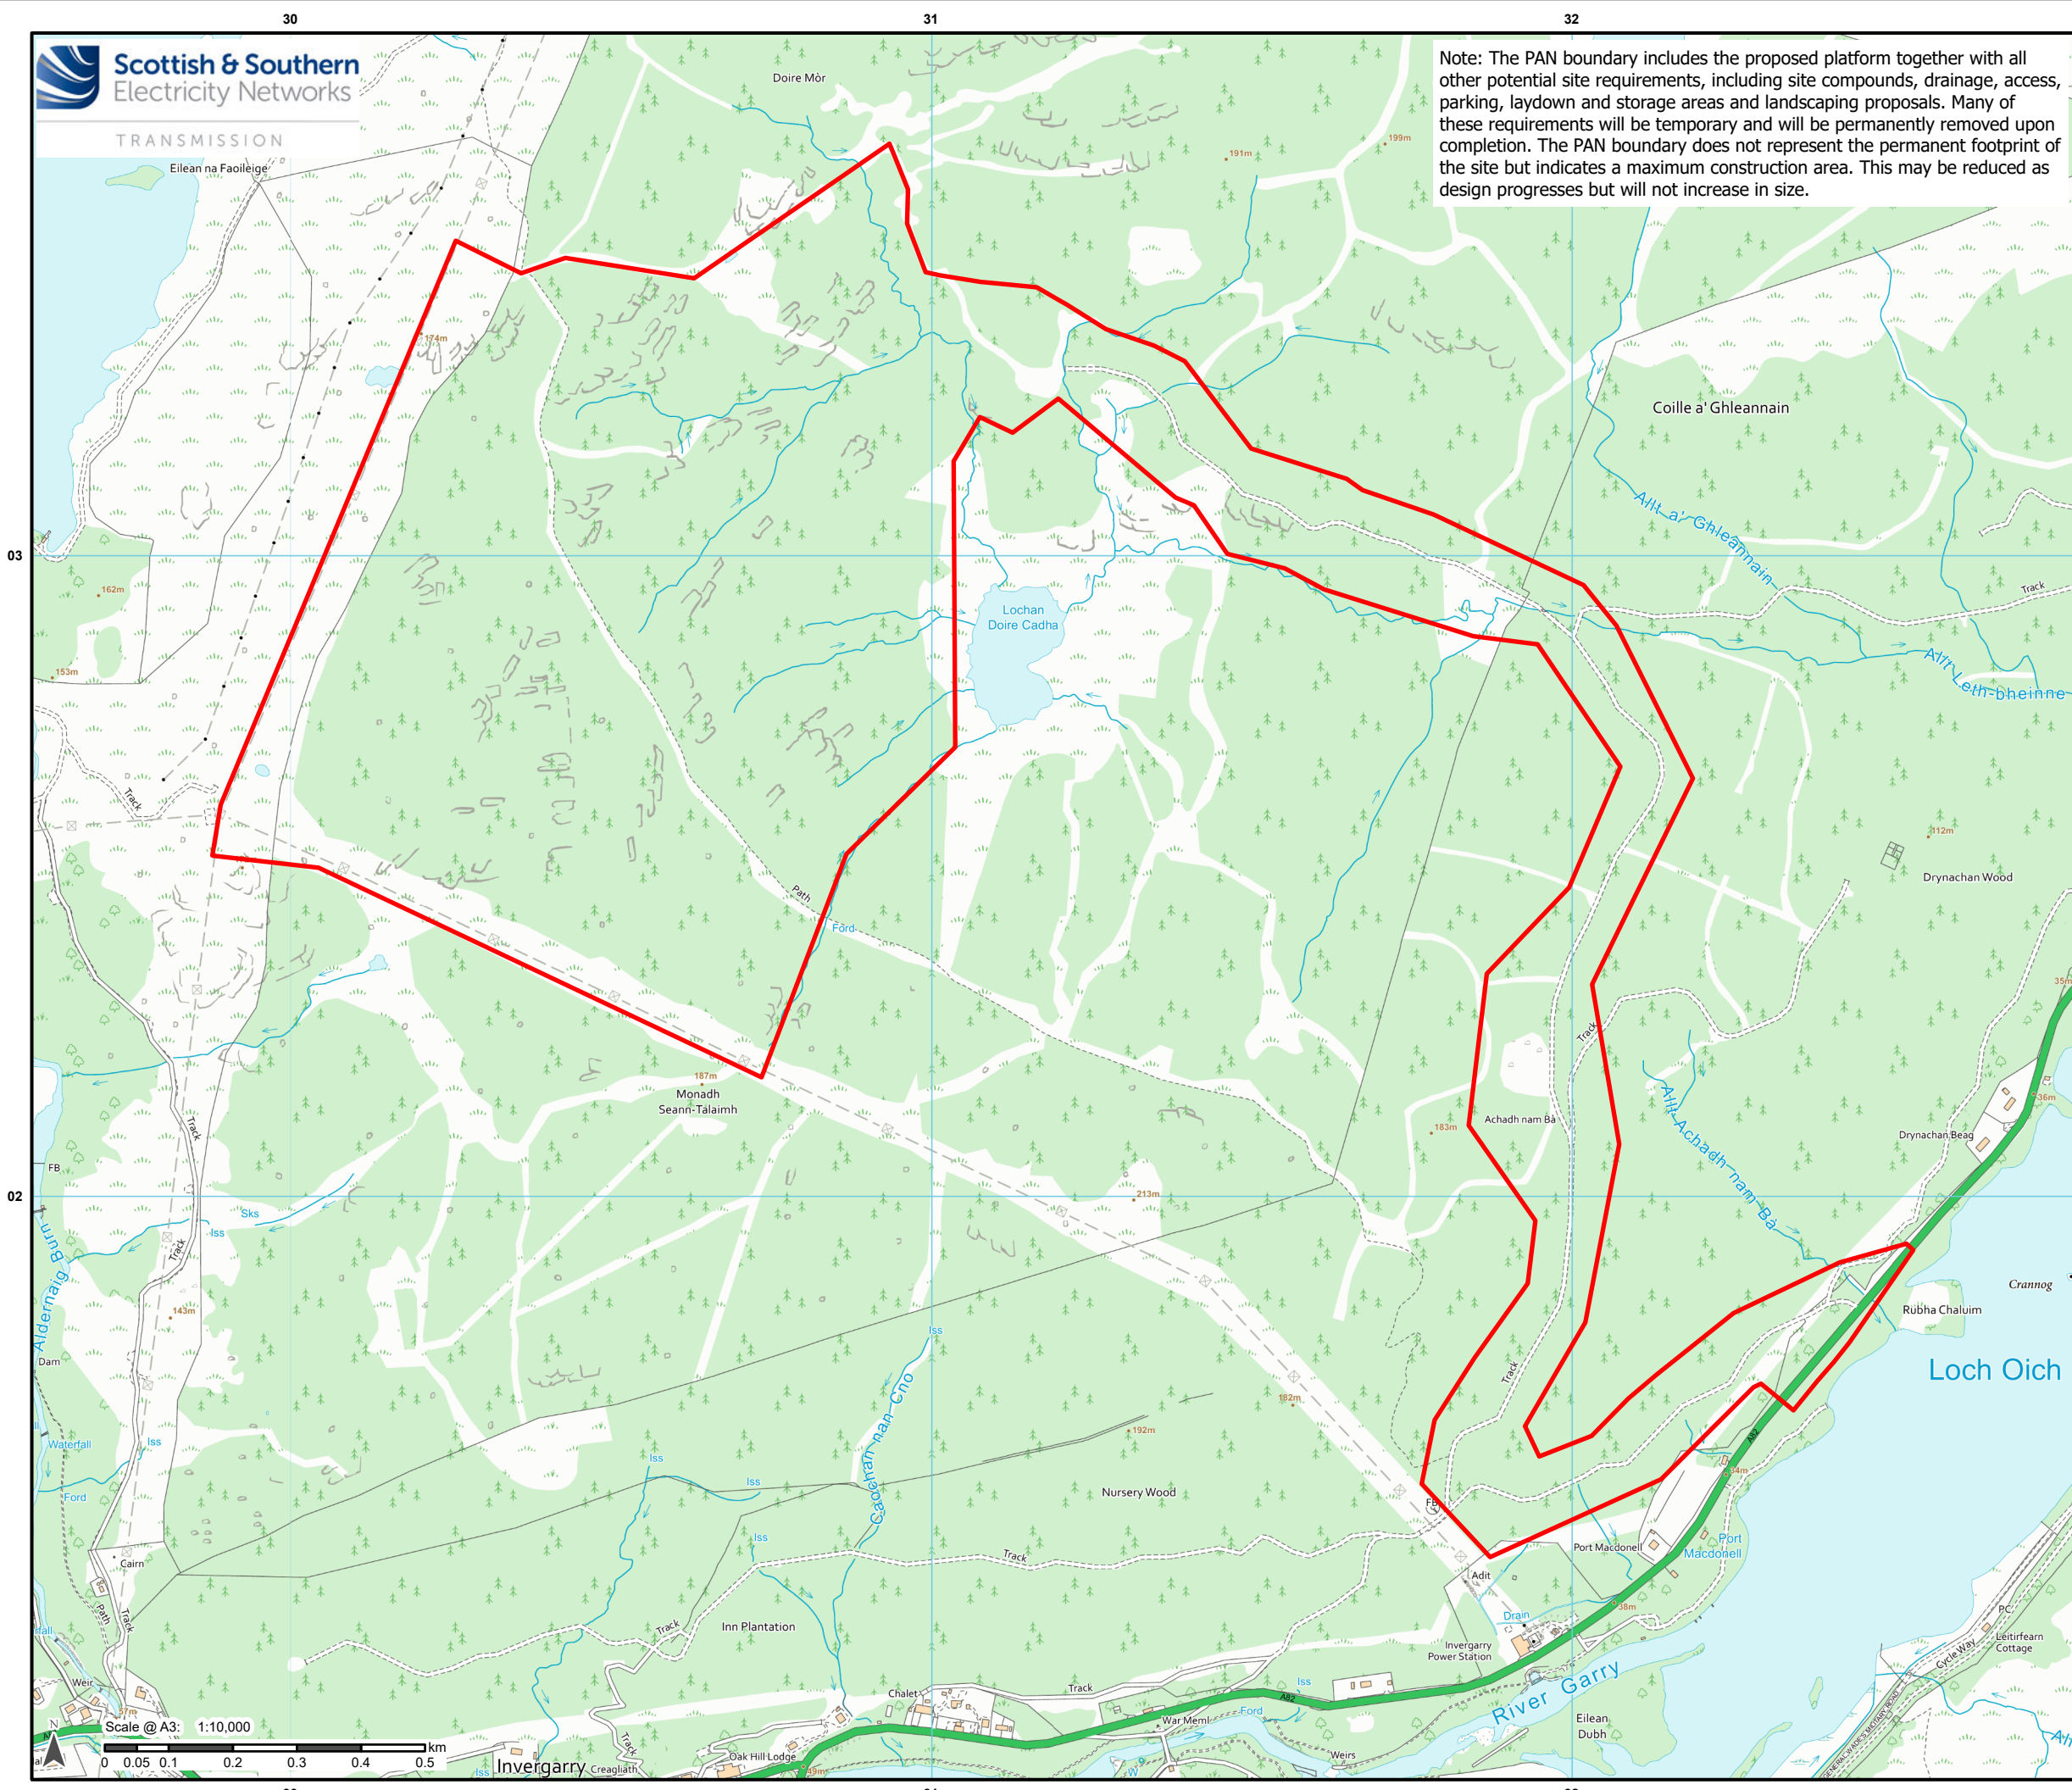 30
31
32
Scottish & Southern
Electricity Networks
TRANSMISSION
Note: The PAN boundary includes the proposed platform together with all
other potential site requirements, including site compounds, drainage, access,
parking, laydown and storage areas and landscaping proposals. Many of
these requirements will be temporary and will be permanently removed upon
completion. The PAN boundary does not represent the permanent footprint of
the site but indicates a maximum construction area. This may be reduced as
design progresses but will not increase in size.
Doire Mòr
199m
191m
Eilean na Faoileige
174m
Coille a' Ghleannain
Allt a' Ghleannain
03
162m
Track
Lochan
Doire Cadha
153m
Allt Leth-bheinne
Track
112m
Drynachan Wood
Path
Ford
35m
Track
187m
Monadh
Seann-Talaimh
36m
Achadh nam Bà
183m
Allt Achadh nam Bà
Drynachan Beag
Track
FB
02
213m
Sks
Iss
Track
Aldernaig Burn
Crannog
143m
Rubha Chaluim
Iss
Dam
Loch Oich
Track
Caochan nan Cno
182m
192m
A82
Waterfall
Iss
Iss
Iss
34m
Ford
Nursery Wood
FB
Iss
Port
Macdonell
Port Macdonell
Cairn
Track
Adit
38m
Path
Track
Drain
PC
Inn Plantation
Track
Invergarry
Power Station
Leitirfearn
Cottage
Cycle Way
Weir
Chalet
Track
Iss
River Garry
A82
57m
Scale @ A3: 1:10,000
Ford
War Meml
Eilean
Dubh
N
km
0 0.05 0.1 0.2 0.3 0.4 0.5
Track
Oak Hill Lodge
Weirs
Iss
Invergarry
Creagliath
49m